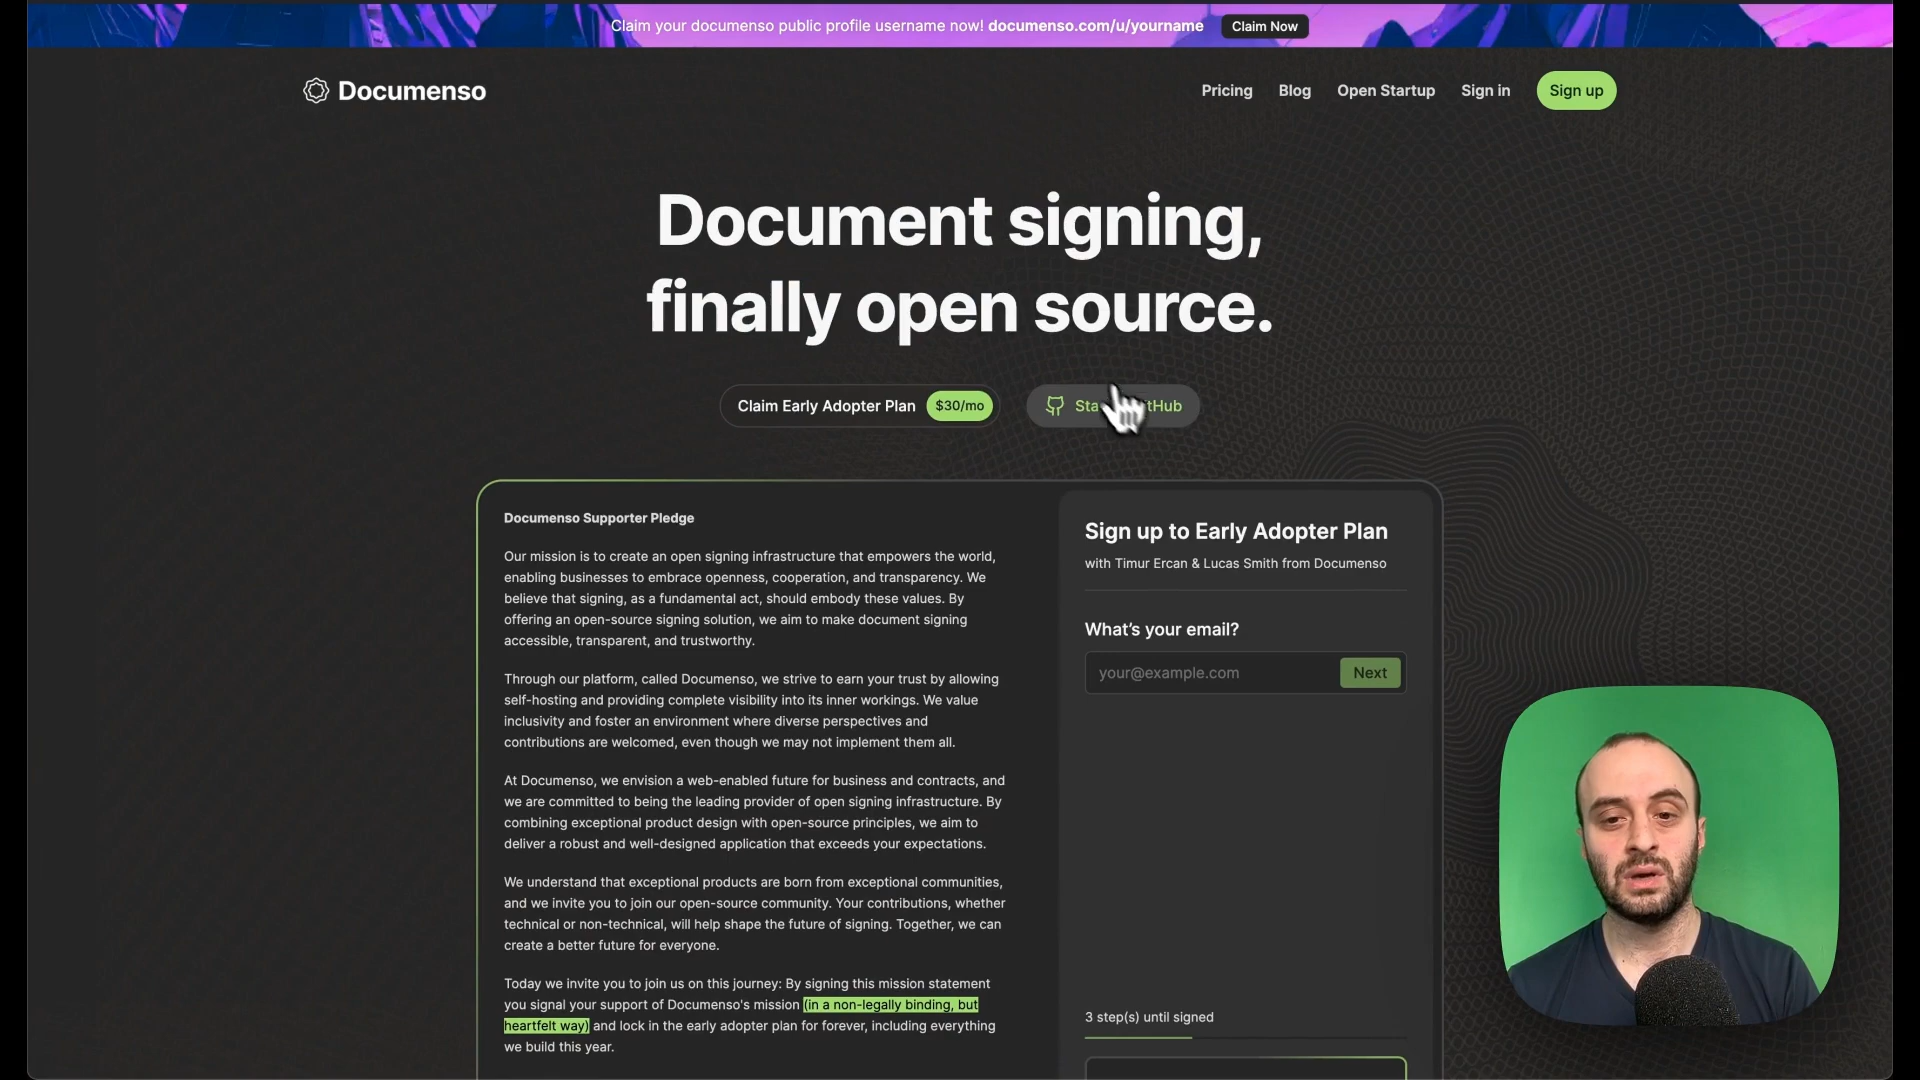 Claim your documenso public profile username now! documenso.com/u/yourname Claim Now
Documenso
Pricing Blog Open Startup Sign in Sign up
Document signing,
finally open source.
Claim Early Adopter Plan $30/mo
Documenso Supporter Pledge
Our mission is to create an open signing infrastructure that empowers the world,
enabling businesses to embrace openness, cooperation, and transparency. We
believe that signing, as a fundamental act, should embody these values. By
offering an open-source signing solution, we aim to make document signing
accessible, transparent, and trustworthy.
Through our platform, called Documenso, we strive to earn your trust by allowing
self-hosting and providing complete visibility into its inner workings. We value
inclusivity and foster an environment where diverse perspectives and
contributions are welcomed, even though we may not implement them all.
At Documenso, we envision a web-enabled future for business and contracts, and
we are committed to being the leading provider of open signing infrastructure. By
combining exceptional product design with open-source principles, we aim to
deliver a robust and well-designed application that exceeds your expectations.
We understand that exceptional products are born from exceptional communities,
and we invite you to join our open-source community. Your contributions, whether
technical or non-technical, will help shape the future of signing. Together, we can
create a better future for everyone.
Today we invite you to join us on this journey: By signing this mission statement
you signal your support of Documenso's mission (in a non-legally binding, but
heartfelt way) and lock in the early adopter plan for forever, including everything
we build this year.
Sign up to Early Adopter Plan
with Timur Ercan & Lucas Smith from Documenso
What's your email?
your@example.com Next
3 step(s) until signed